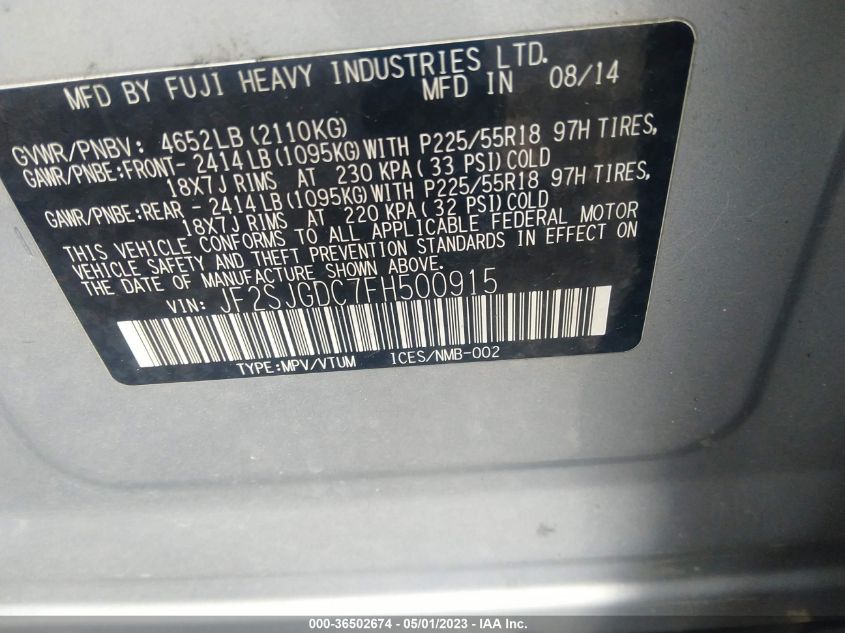 MFD BY FUJI HEAVY INDUSTRIES LTD.
MFD IN 08/14
GVWR/PNBV: 4652LB(2110KG)
GAWR/PNBE:FRONT- 2414LB(1095KG)WITH P225/55R18 97H TIRES,
18X7J RIMS AT 230 KPA(33 PSI)COLD
GAWR/PNBE:REAR - 2414LB(1095KG)WITH P225/55R18 97H TIRES,
18X7J RIMS AT 220 KPA(32 PSI)COLD
THIS VEHICLE CONFORMS TO ALL APPLICABLE FEDERAL MOTOR
VEHICLE SAFETY AND THEFT PREVENTION STANDARDS IN EFFECT ON
THE DATE OF MANUFACTURE SHOWN ABOVE.
VIN: JF2SJGDC7FH500915
TYPE:MPV/VTUM ICES/NMB-002
000-36502674 - 05/01/2023 - IAA Inc.